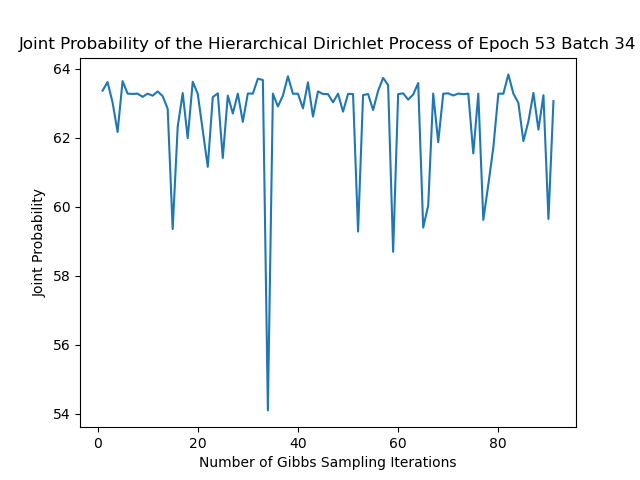 Joint Probability of the Hierarchical Dirichlet Process of Epoch 53 Batch 34
64
62
60
58
56
54
Joint Probability
0 20 40 60 80
Number of Gibbs Sampling Iterations